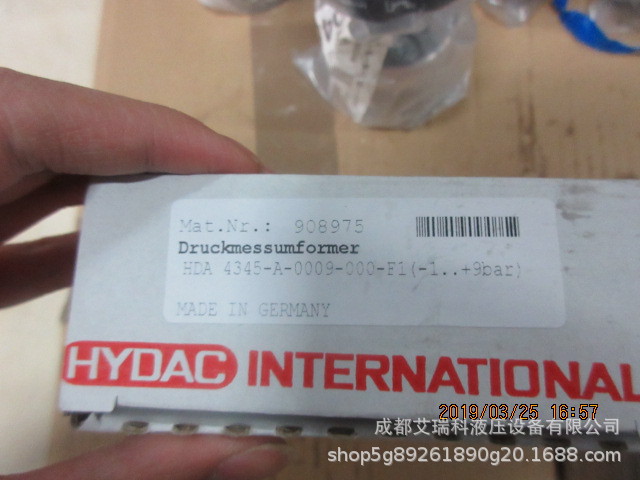 Mat.Nr.: 908975
Druckmessumformer
HDA 4345-A-0009-000-F1(-1..+9bar)
MADE IN GERMANY
HYDAC INTERNATIONAL
2019/03/25 16:57
成都艾瑞科液压设备有限公司
shop5g89261890g20.1688.com